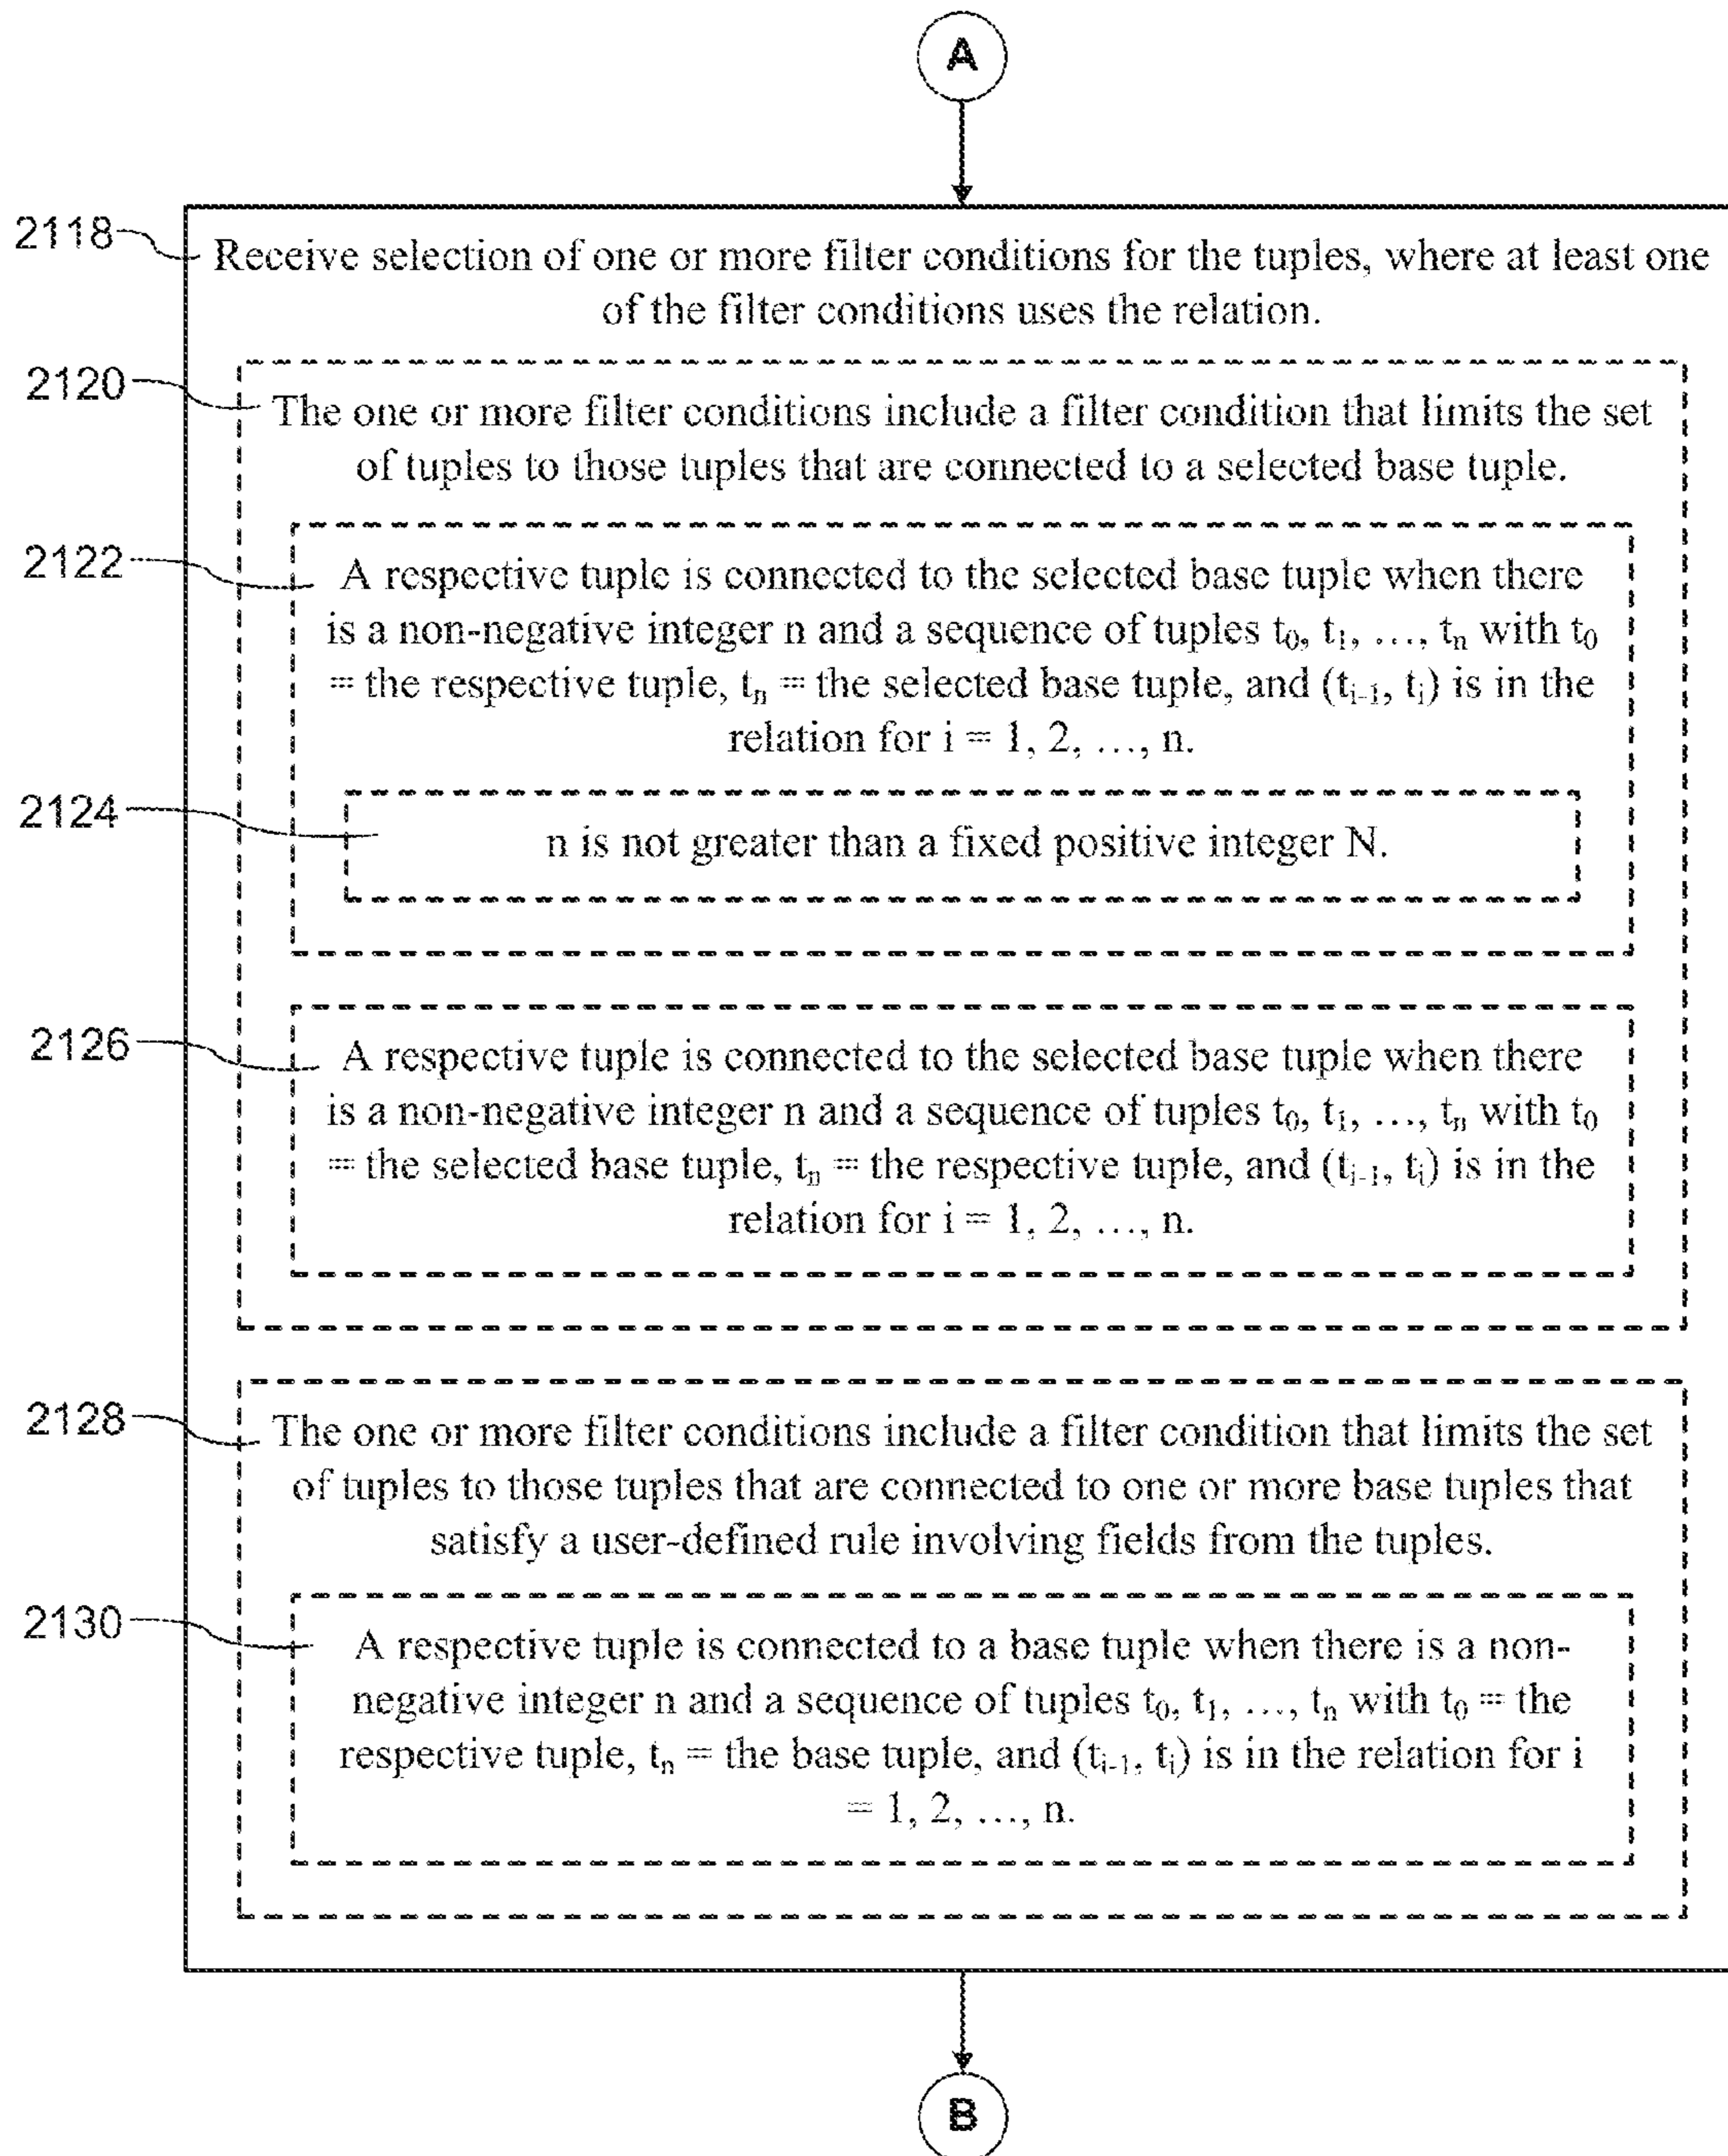 A
2118
Receive selection of one or more filter conditions for the tuples, where at least one
of the filter conditions uses the relation.
2120
The one or more filter conditions include a filter condition that limits the set
of tuples to those tuples that are connected to a selected base tuple.
2122
A respective tuple is connected to the selected base tuple when there
is a non-negative integer n and a sequence of tuples t₀, t₁, …, tₙ with t₀
= the respective tuple, tₙ = the selected base tuple, and (tᵢ₋₁, tᵢ) is in the
relation for i = 1, 2, …, n.
2124
n is not greater than a fixed positive integer N.
2126
A respective tuple is connected to the selected base tuple when there
is a non-negative integer n and a sequence of tuples t₀, t₁, …, tₙ with t₀
= the selected base tuple, tₙ = the respective tuple, and (tᵢ₋₁, tᵢ) is in the
relation for i = 1, 2, …, n.
2128
The one or more filter conditions include a filter condition that limits the set
of tuples to those tuples that are connected to one or more base tuples that
satisfy a user-defined rule involving fields from the tuples.
2130
A respective tuple is connected to a base tuple when there is a non-
negative integer n and a sequence of tuples t₀, t₁, …, tₙ with t₀ = the
respective tuple, tₙ = the base tuple, and (tᵢ₋₁, tᵢ) is in the relation for i
= 1, 2, …, n.
B